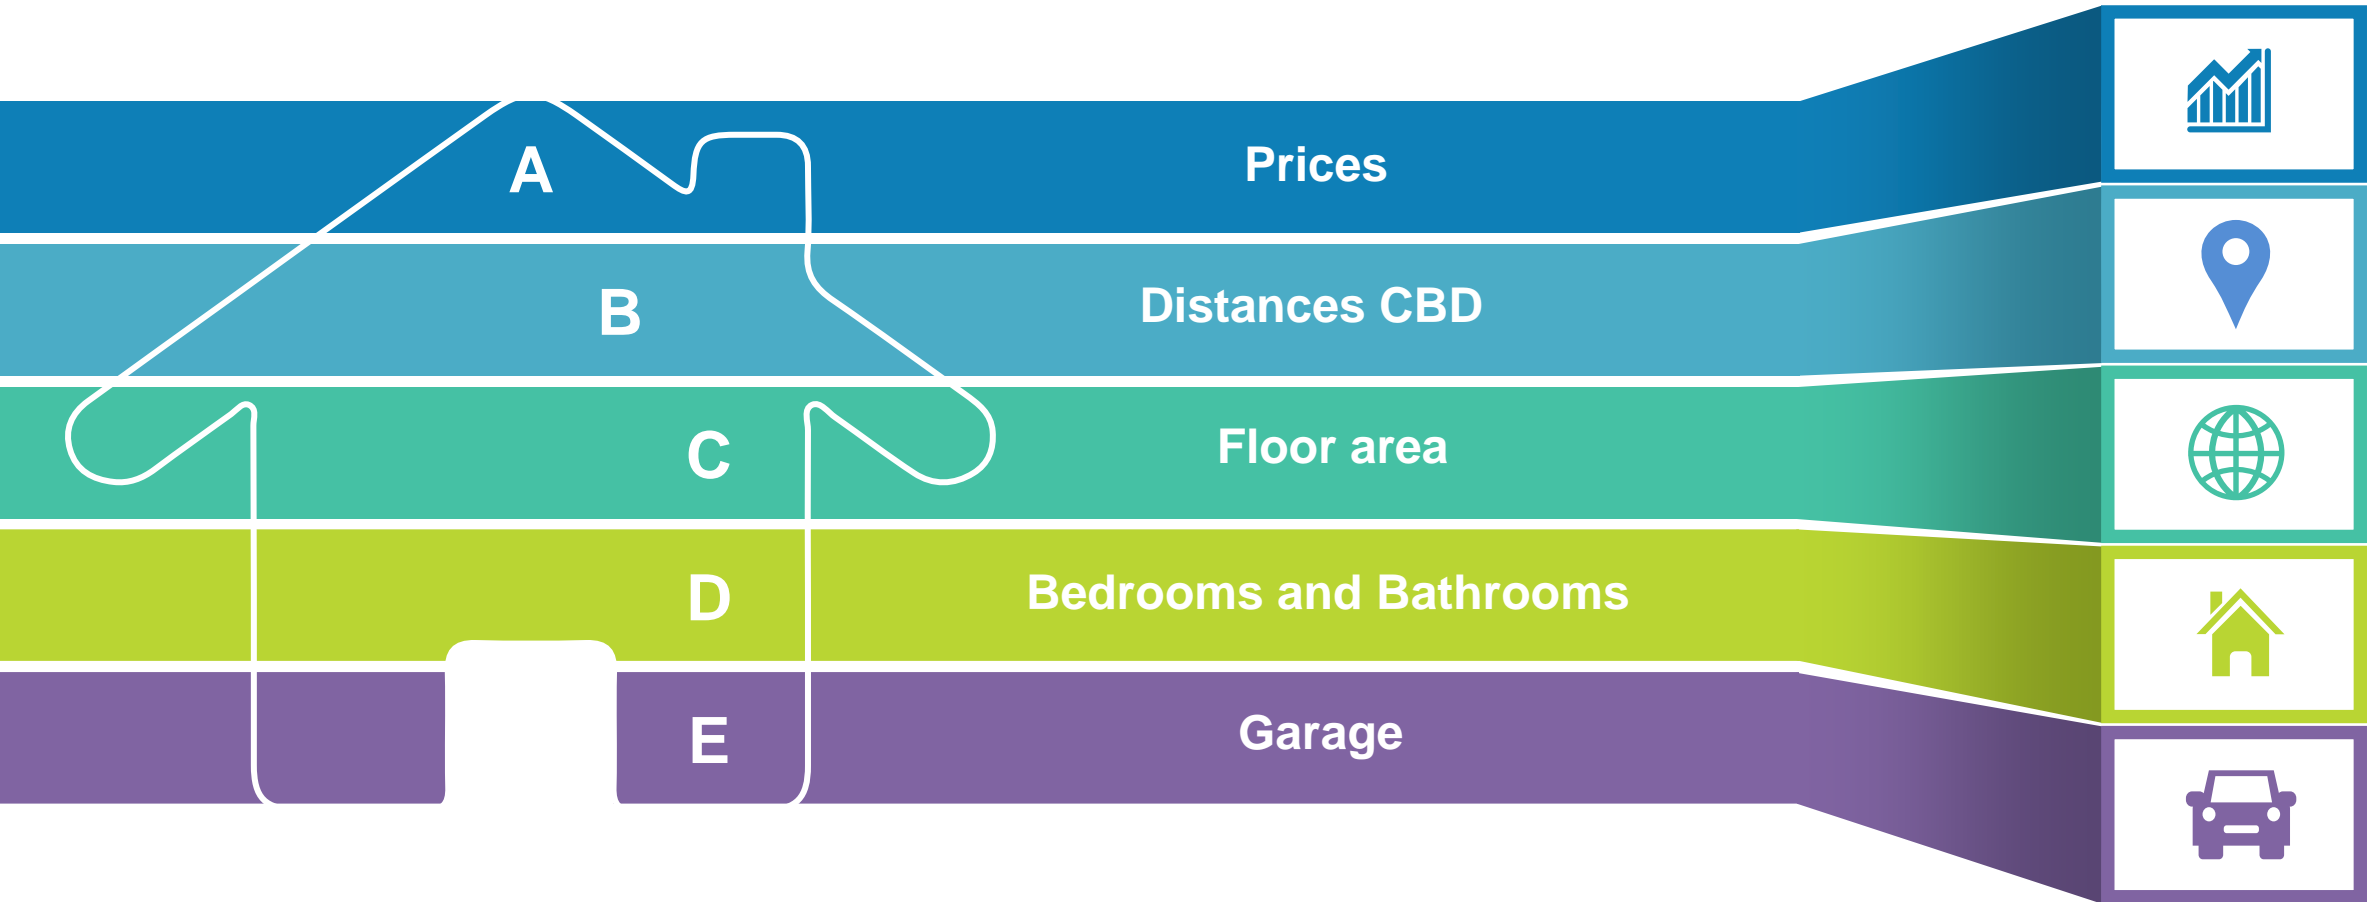 A Prices
B Distances CBD
C Floor area
D Bedrooms and Bathrooms
E Garage